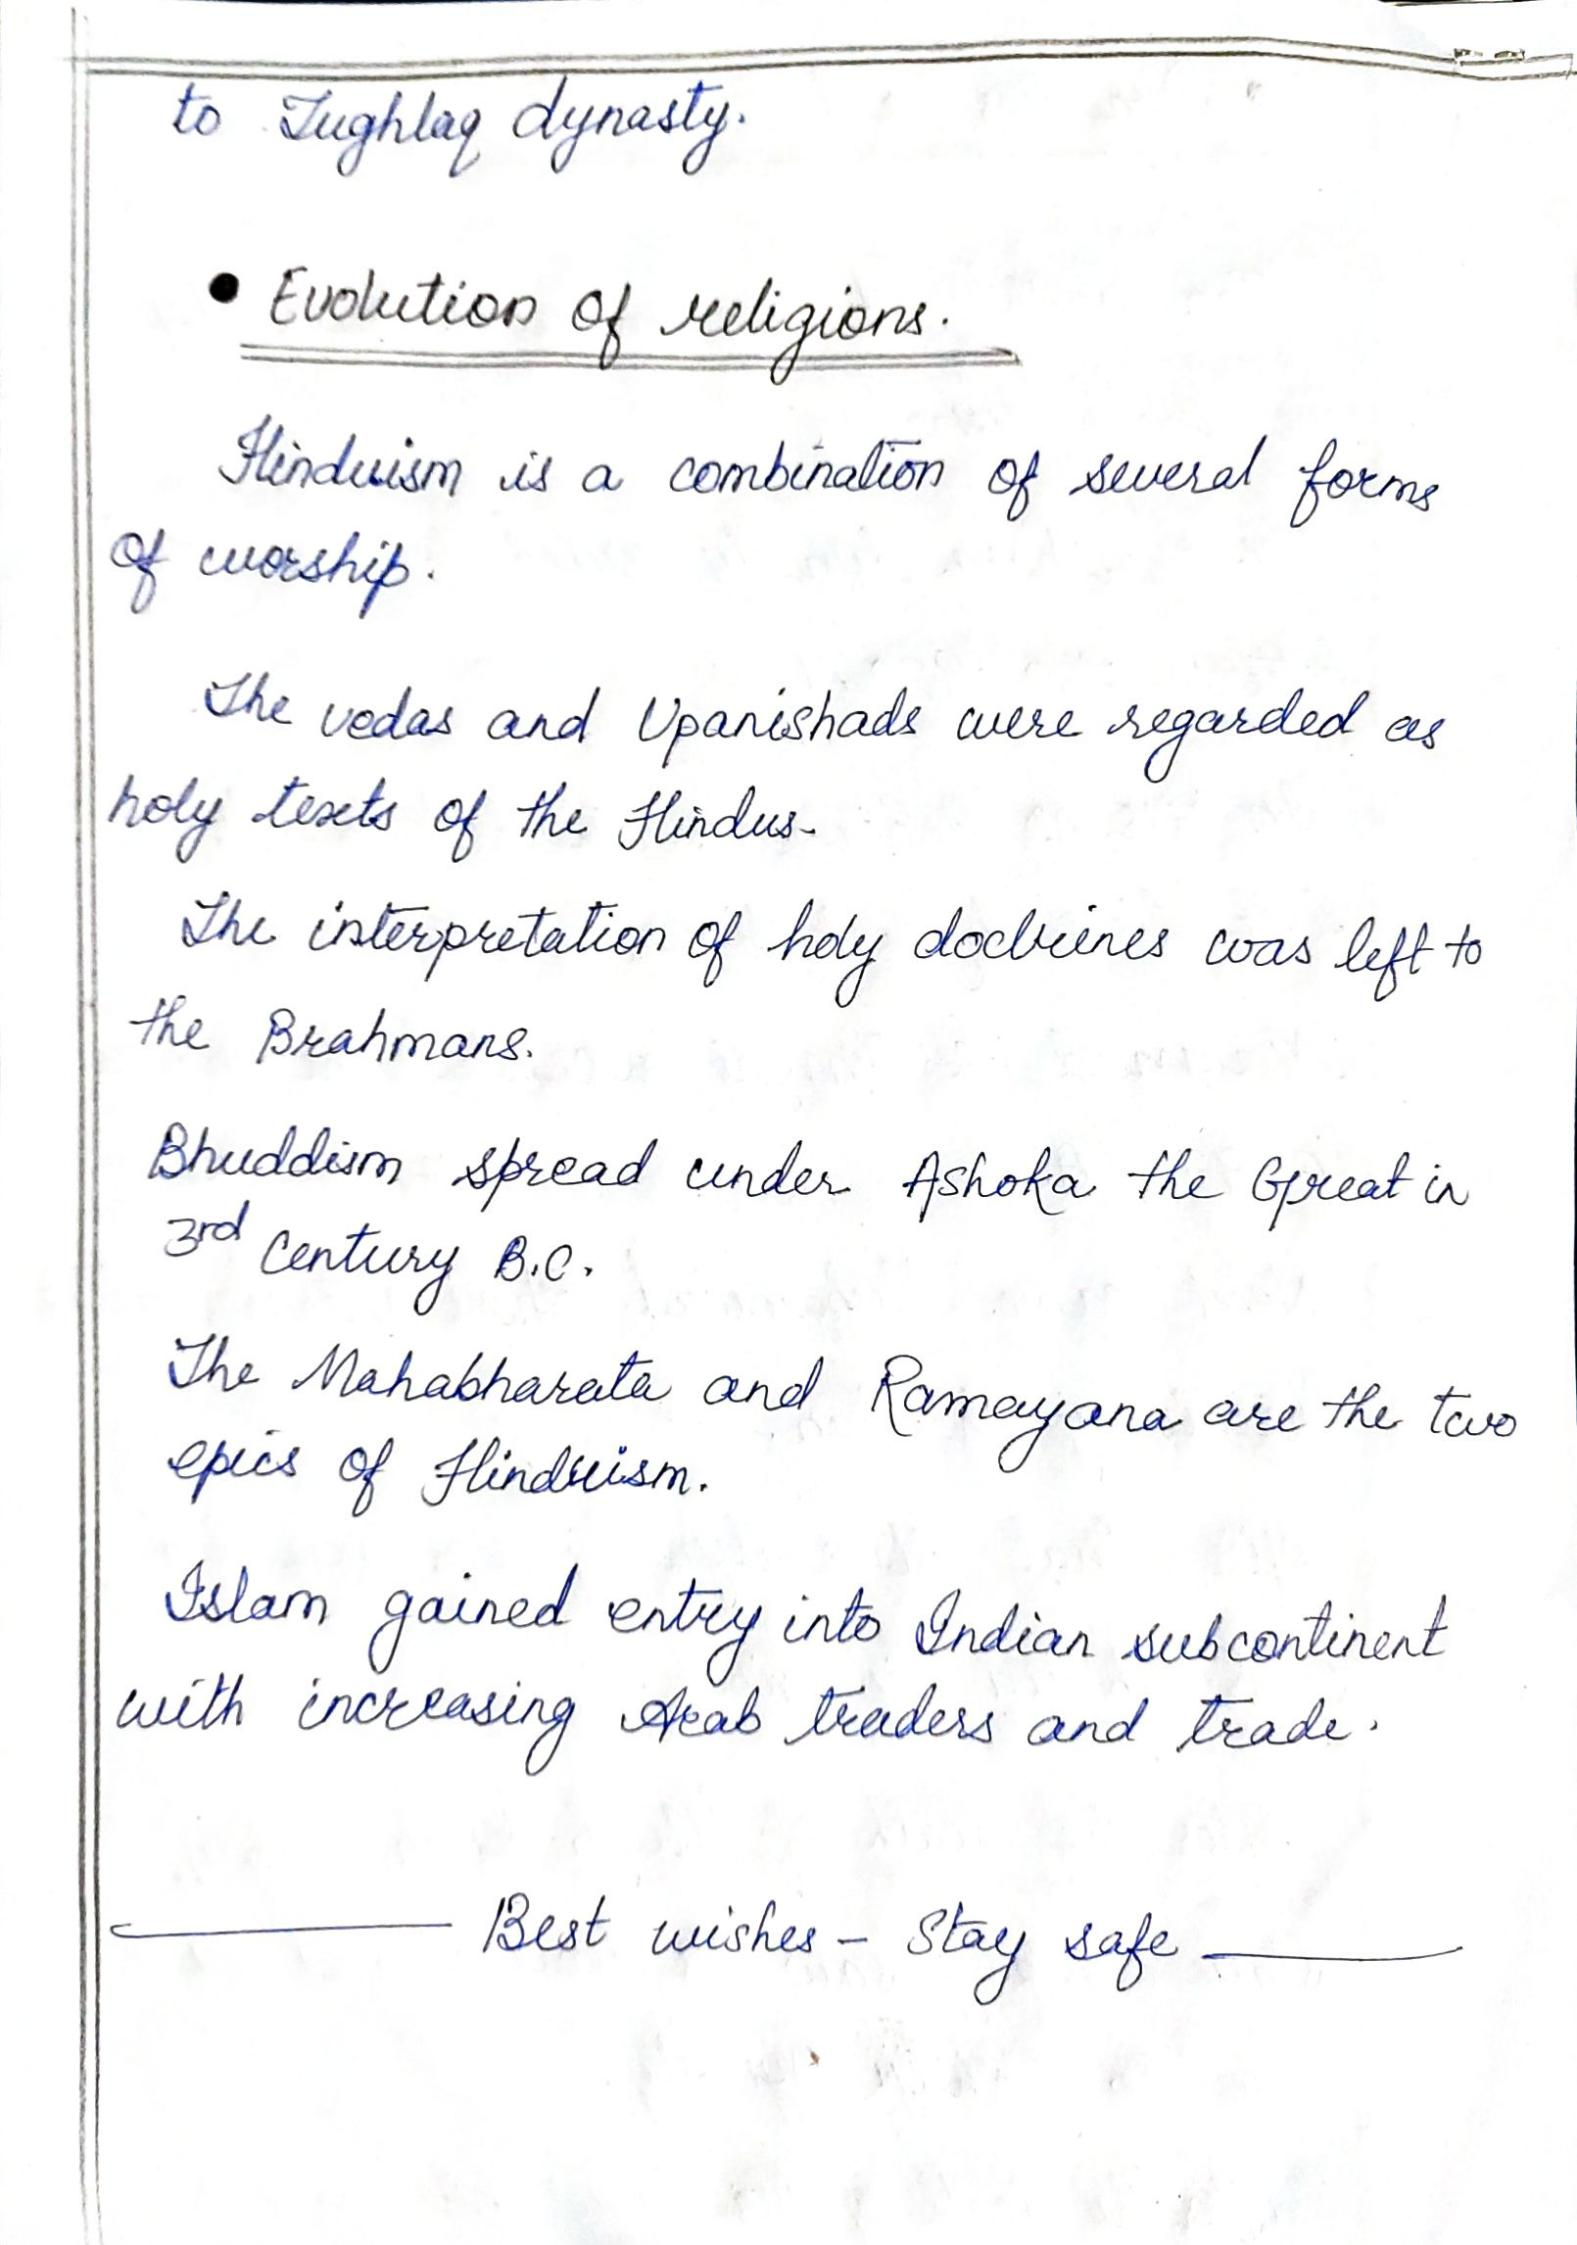 to Tughlaq dynasty.
• Evolution of religions.
Hinduism is a combination of several forms
of worship.
The vedas and Upanishads were regarded as
holy texts of the Hindus.
The interpretation of holy doctrines was left to
the Brahmans.
Bhuddism spread under Ashoka the Great in
3rd Century B.C.
The Mahabharata and Ramayana are the two
epics of Hinduism.
Islam gained entry into Indian subcontinent
with increasing Arab traders and trade.
Best wishes - Stay safe